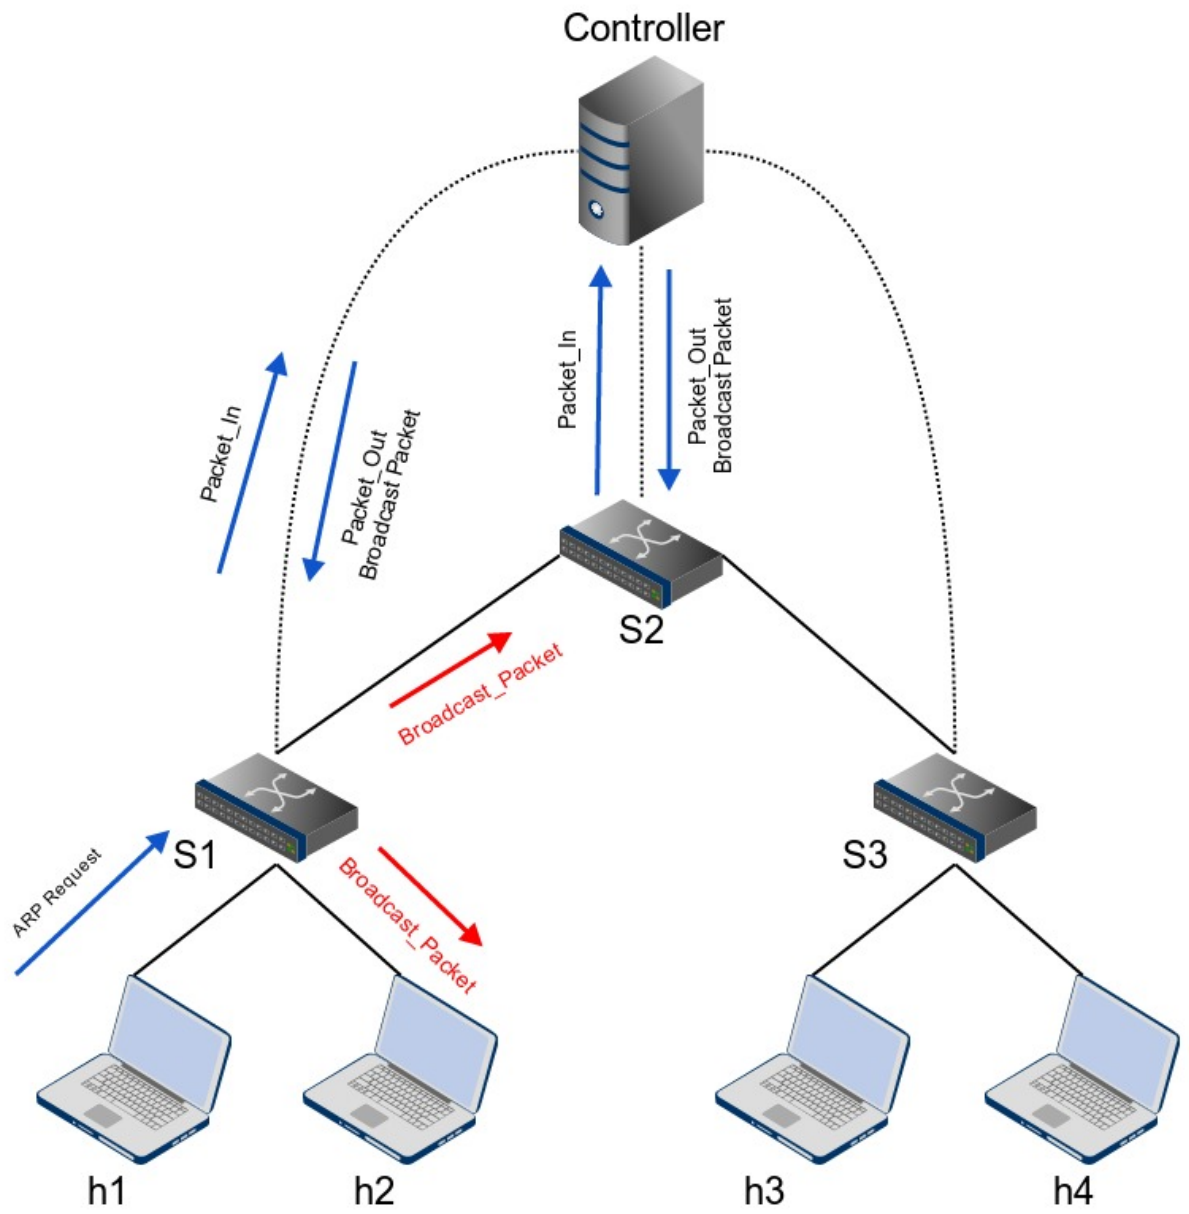 Controller
Packet_In
Packet_Out
Broadcast Packet
Packet_In
Packet_Out
Broadcast Packet
S2
Broadcast_Packet
S1
S3
ARP Request
Broadcast_Packet
h1
h2
h3
h4